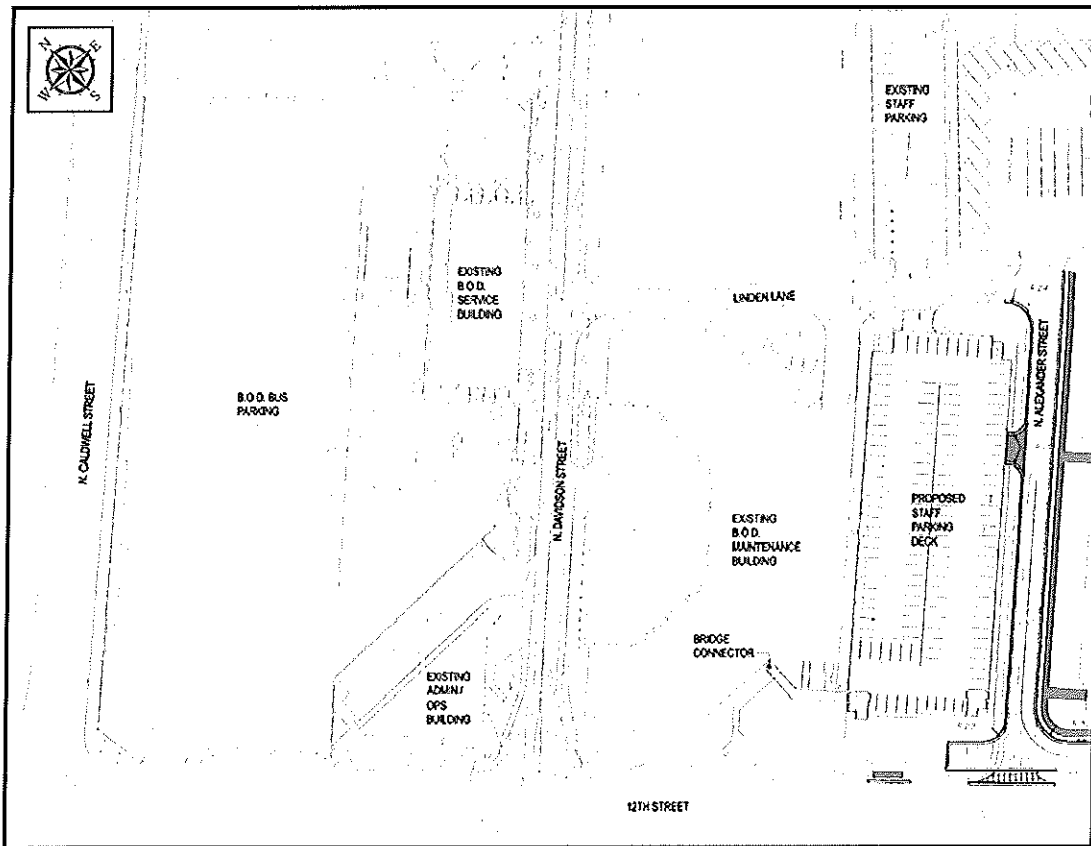 N
E
W
S
EXISTING
STAFF
PARKING
EXISTING
B.O.D.
SERVICE
BUILDING
LINDEN LANE
N. CALDWELL STREET
B.O.D. BUS
PARKING
N. DAVIDSON STREET
N. ALEXANDER STREET
EXISTING
B.O.D.
MAINTENANCE
BUILDING
PROPOSED
STAFF
PARKING
DECK
BRIDGE
CONNECTOR
EXISTING
ADMIN/
OPS
BUILDING
12TH STREET